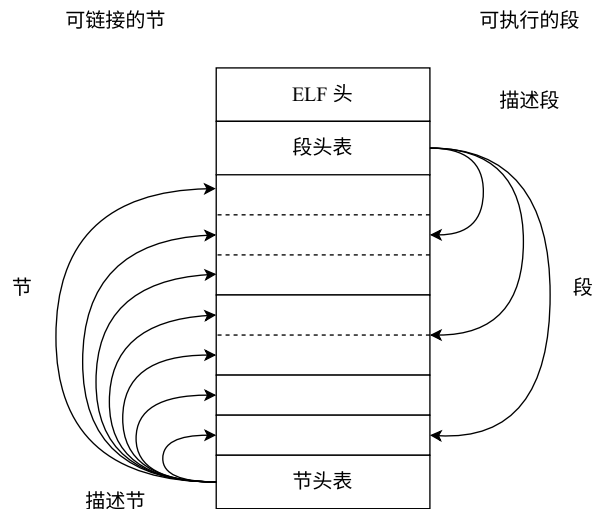 可链接的节
可执行的段
ELF 头
描述段
段头表
节
段
节头表
描述节